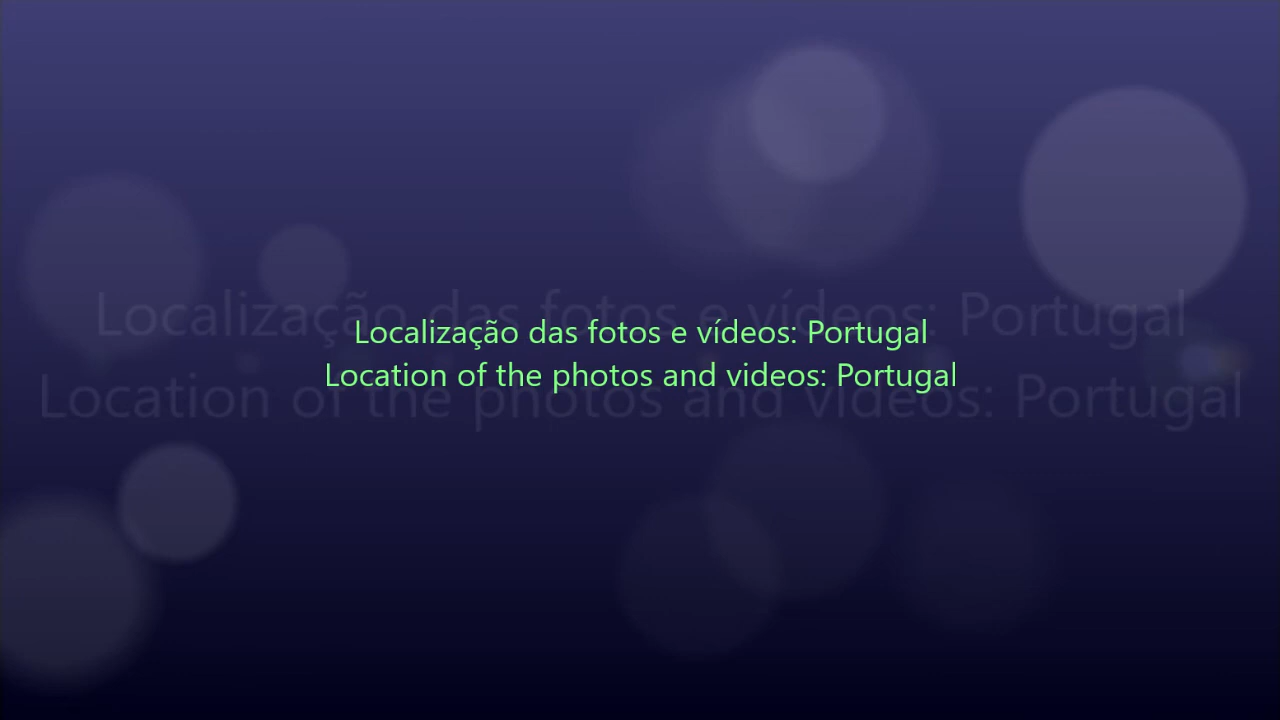 Localização das fotos e vídeos: Portugal
Location of the photos and videos: Portugal